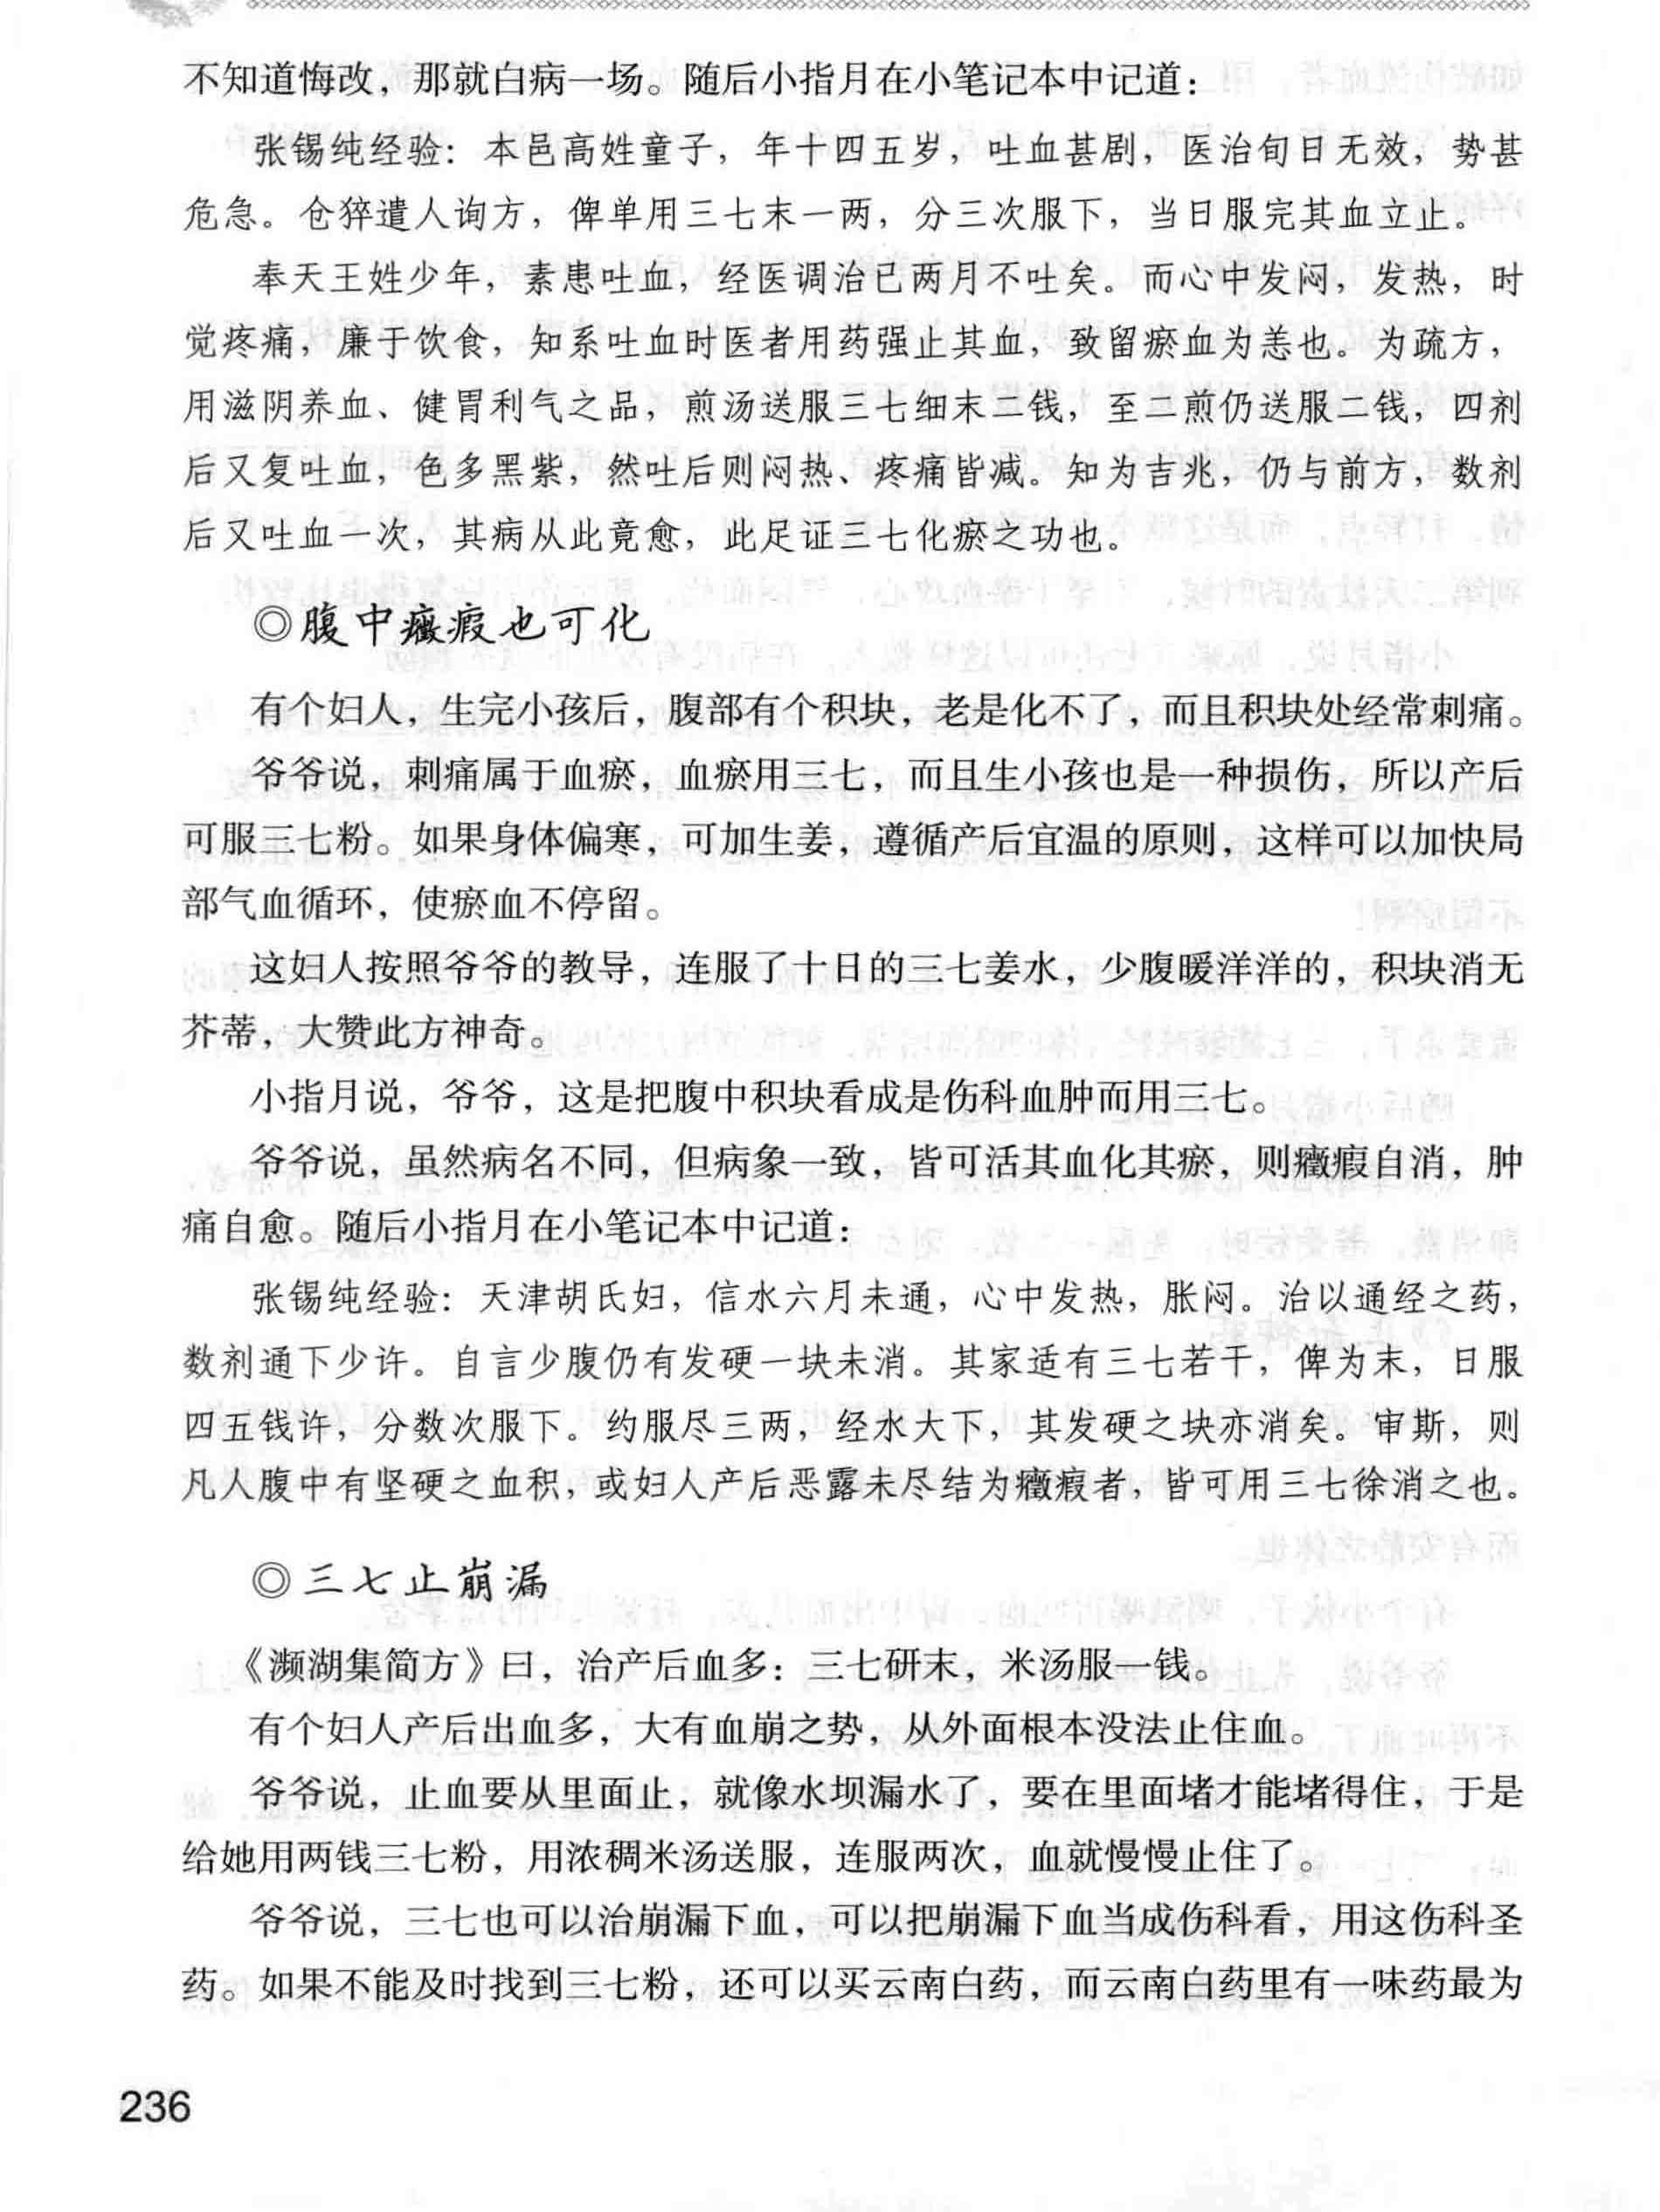 不知道悔改，那就白病一场。随后小指月在小笔记本中记道：
张锡纯经验：本邑高姓童子，年十四五岁，吐血甚剧，医治旬日无效，势甚
危急。仓猝遣人询方，俾单用三七末一两，分三次服下，当日服完其血立止。
奉天王姓少年，素患吐血，经医调治已两月不吐矣。而心中发闷，发热，时
觉疼痛，廉于饮食，知系吐血时医者用药强止其血，致留瘀血为恙也。为疏方，
用滋阴养血、健胃利气之品，煎汤送服三七细末二钱，至二煎仍送服二钱，四剂
后又复吐血，色多黑紫，然吐后则闷热、疼痛皆减。知为吉兆，仍与前方，数剂
后又吐血一次，其病从此竟愈，此足证三七化瘀之功也。
◎腹中癥瘕也可化
有个妇人，生完小孩后，腹部有个积块，老是化不了，而且积块处经常刺痛。
爷爷说，刺痛属于血瘀，血瘀用三七，而且生小孩也是一种损伤，所以产后
可服三七粉。如果身体偏寒，可加生姜，遵循产后宜温的原则，这样可以加快局
部气血循环，使瘀血不停留。
这妇人按照爷爷的教导，连服了十日的三七姜水，少腹暖洋洋的，积块消无
芥蒂，大赞此方神奇。
小指月说，爷爷，这是把腹中积块看成是伤科血肿而用三七。
爷爷说，虽然病名不同，但病象一致，皆可活其血化其瘀，则癥瘕自消，肿
痛自愈。随后小指月在小笔记本中记道：
张锡纯经验：天津胡氏妇，信水六月未通，心中发热，胀闷。治以通经之药，
数剂通下少许。自言少腹仍有发硬一块未消。其家适有三七若干，俾为末，日服
四五钱许，分数次服下。约服尽三两，经水大下，其发硬之块亦消矣。审斯，则
凡人腹中有坚硬之血积，或妇人产后恶露未尽结为癥瘕者，皆可用三七徐消之也。
◎三七止崩漏
《濒湖集简方》曰，治产后血多：三七研末，米汤服一钱。
有个妇人产后出血多，大有血崩之势，从外面根本没法止住血。
爷爷说，止血要从里面止，就像水坝漏水了，要在里面堵才能堵得住，于是
给她用两钱三七粉，用浓稠米汤送服，连服两次，血就慢慢止住了。
爷爷说，三七也可以治崩漏下血，可以把崩漏下血当成伤科看，用这伤科圣
药。如果不能及时找到三七粉，还可以买云南白药，而云南白药里有一味药最为
236